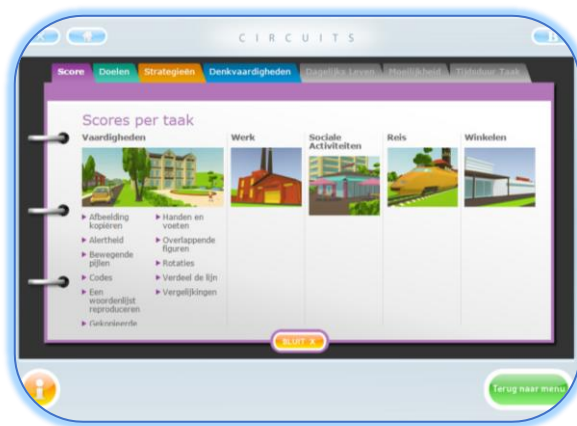 CIRCUITS
Score Doelen Strategieën Denkvaardigheden Dagelijks Leven Moeilijkheid Tijdsduur Taak
Scores per taak
Vaardigheden
Werk
Sociale
Activiteiten
Reis
Winkelen
Afbeelding
kopiëren
Alertheid
Bewegende
pijlen
Codes
Een
woordenlijst
reproduceren
Gekopieerde
Handen en
voeten
Overlappende
figuren
Rotaties
Verdeel de lijn
Vergelijkingen
SLUIT X
Terug naar menu